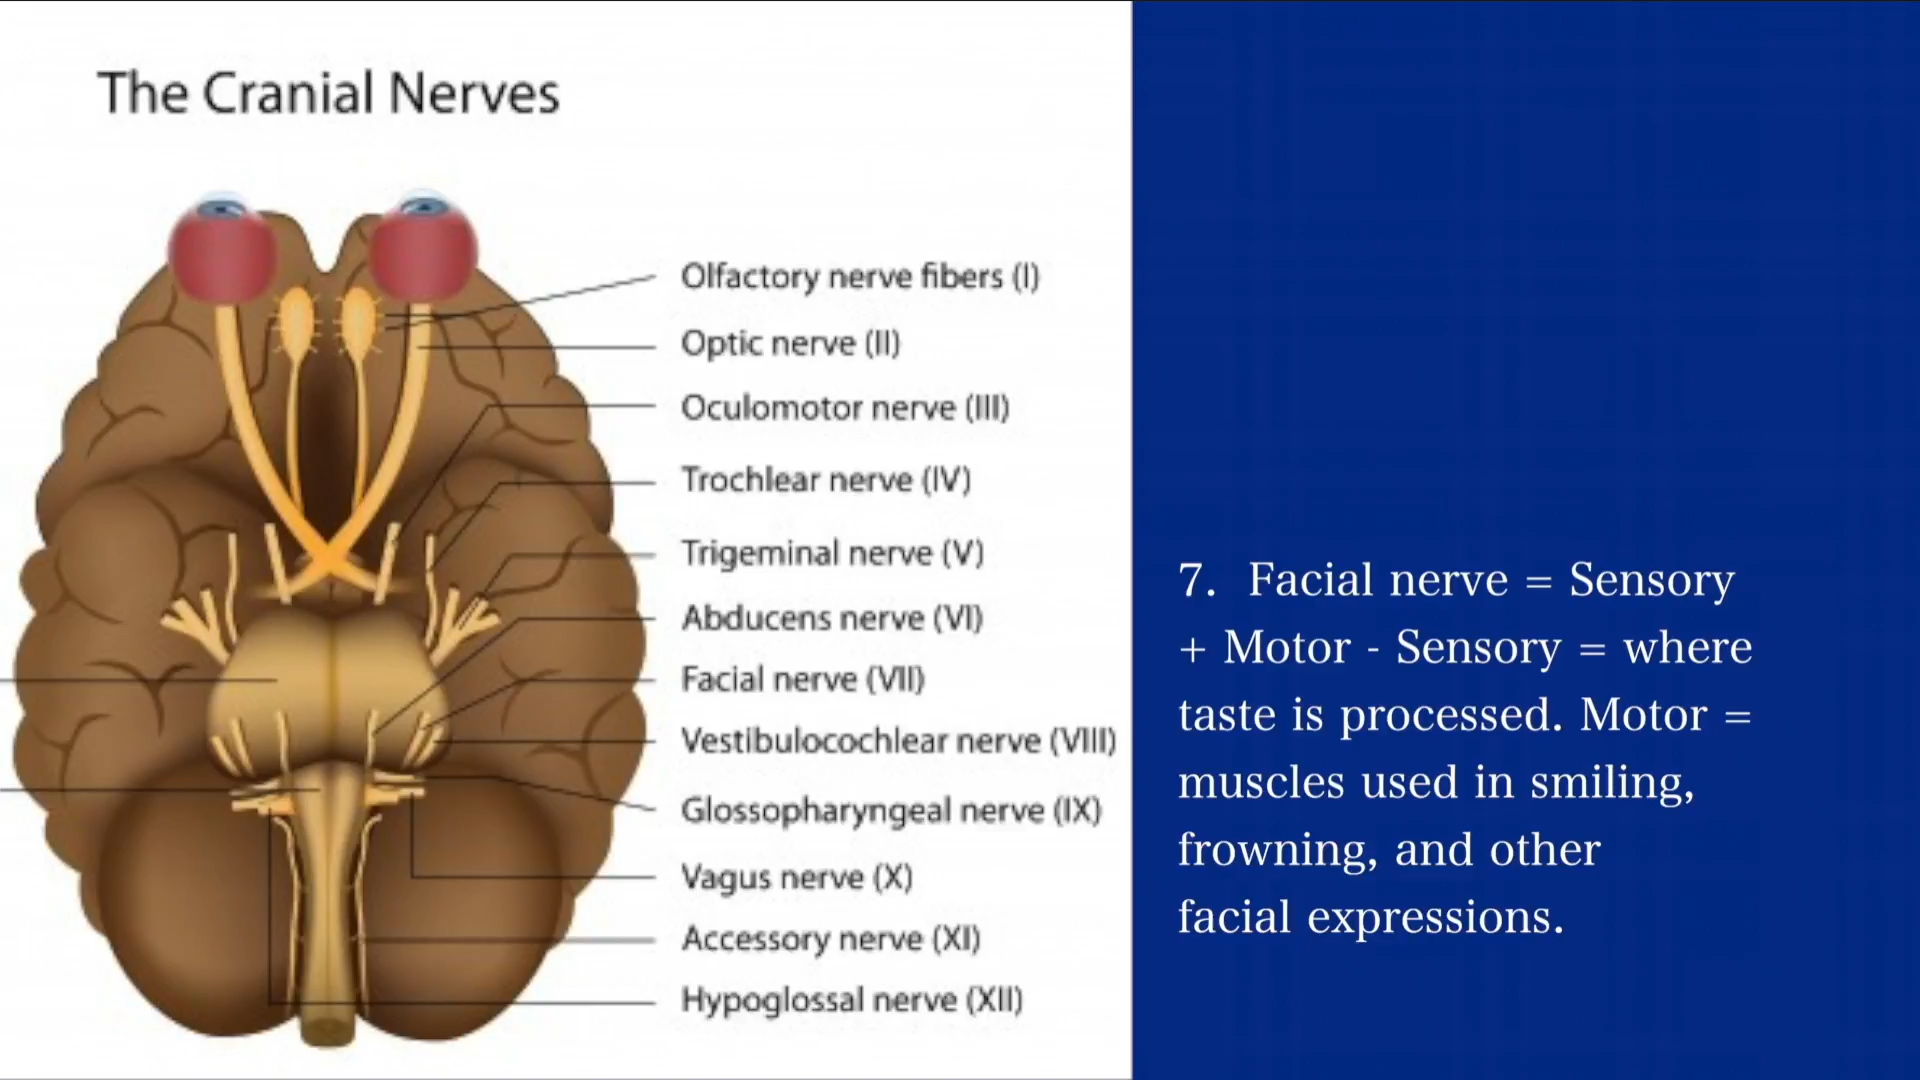 The Cranial Nerves
Olfactory nerve fibers (I)
Optic nerve (II)
Oculomotor nerve (III)
Trochlear nerve (IV)
Trigeminal nerve (V)
Abducens nerve (VI)
Facial nerve (VII)
Vestibulocochlear nerve (VIII)
Glossopharyngeal nerve (IX)
Vagus nerve (X)
Accessory nerve (XI)
Hypoglossal nerve (XII)
7. Facial nerve = Sensory
+ Motor - Sensory = where
taste is processed. Motor =
muscles used in smiling,
frowning, and other
facial expressions.